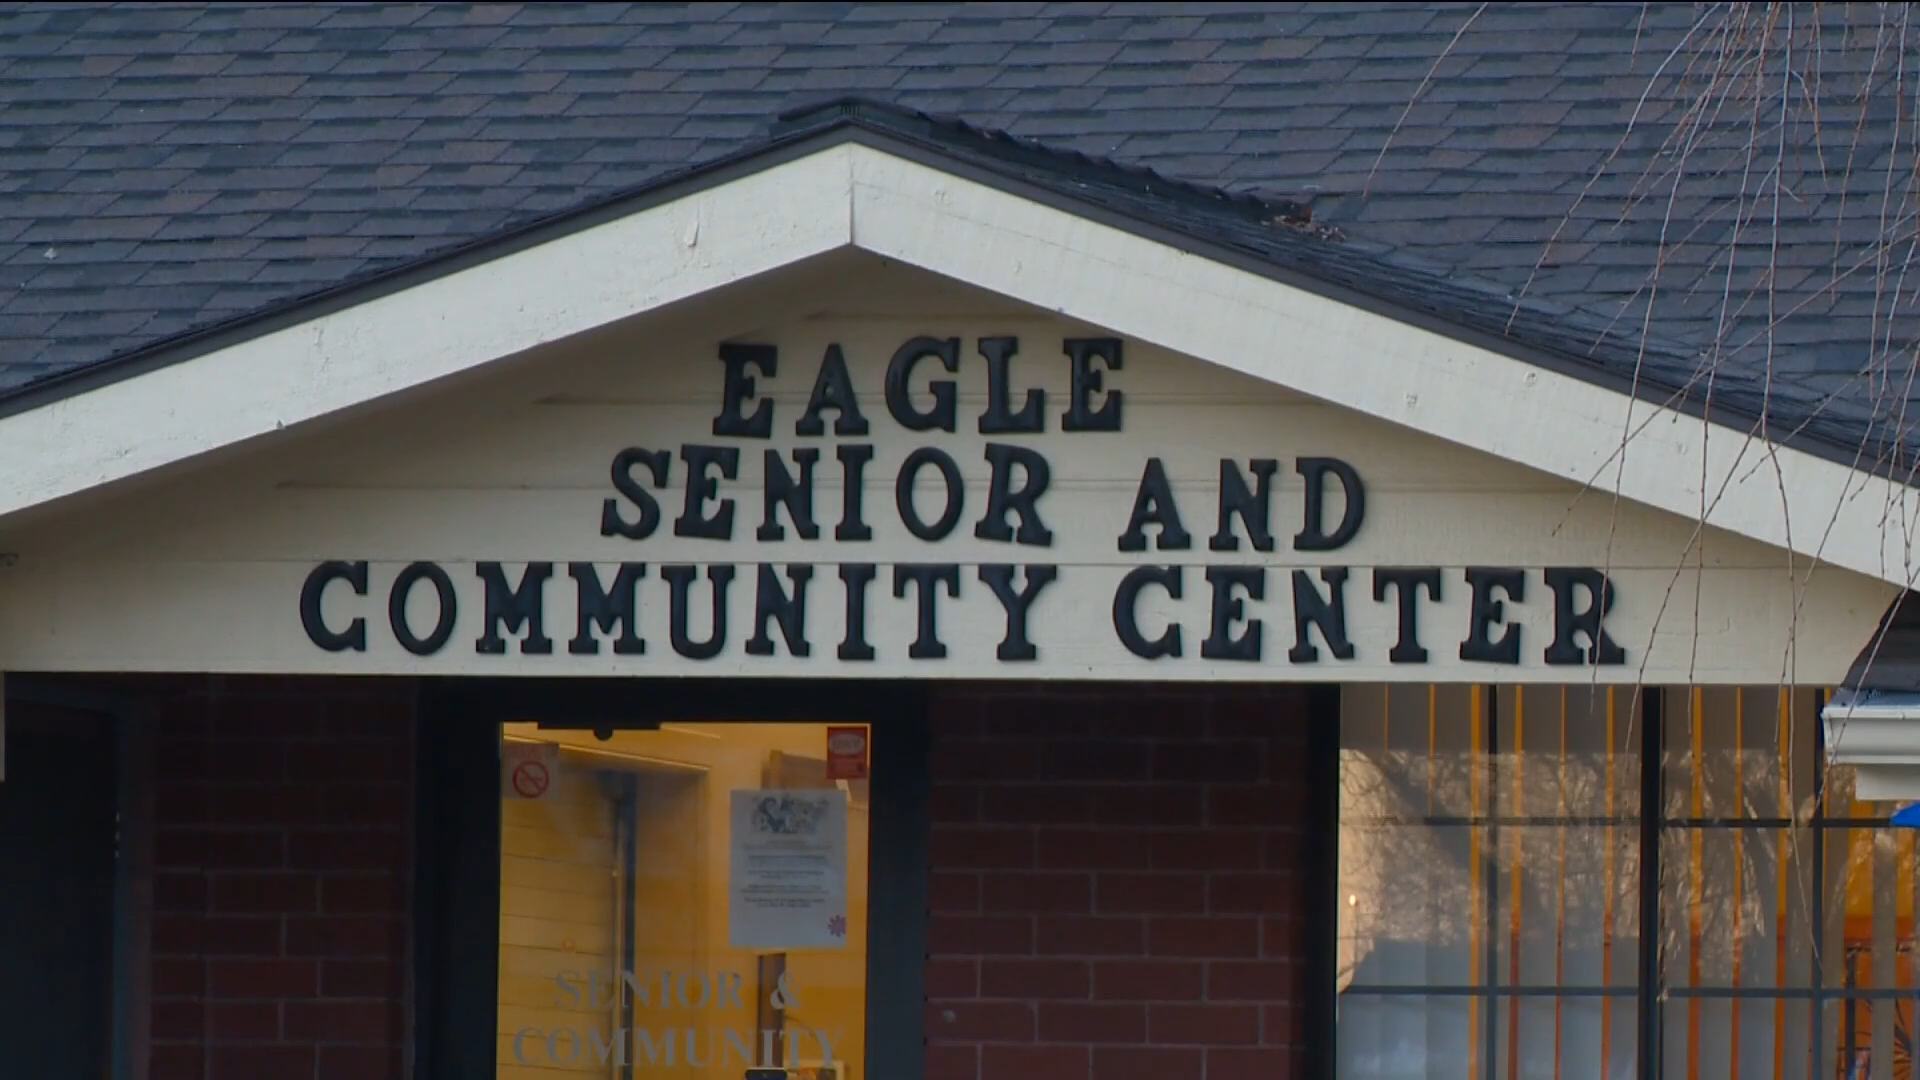 EAGLE
SENIOR AND
COMMUNITY CENTER
SENIOR &
COMMUNITY